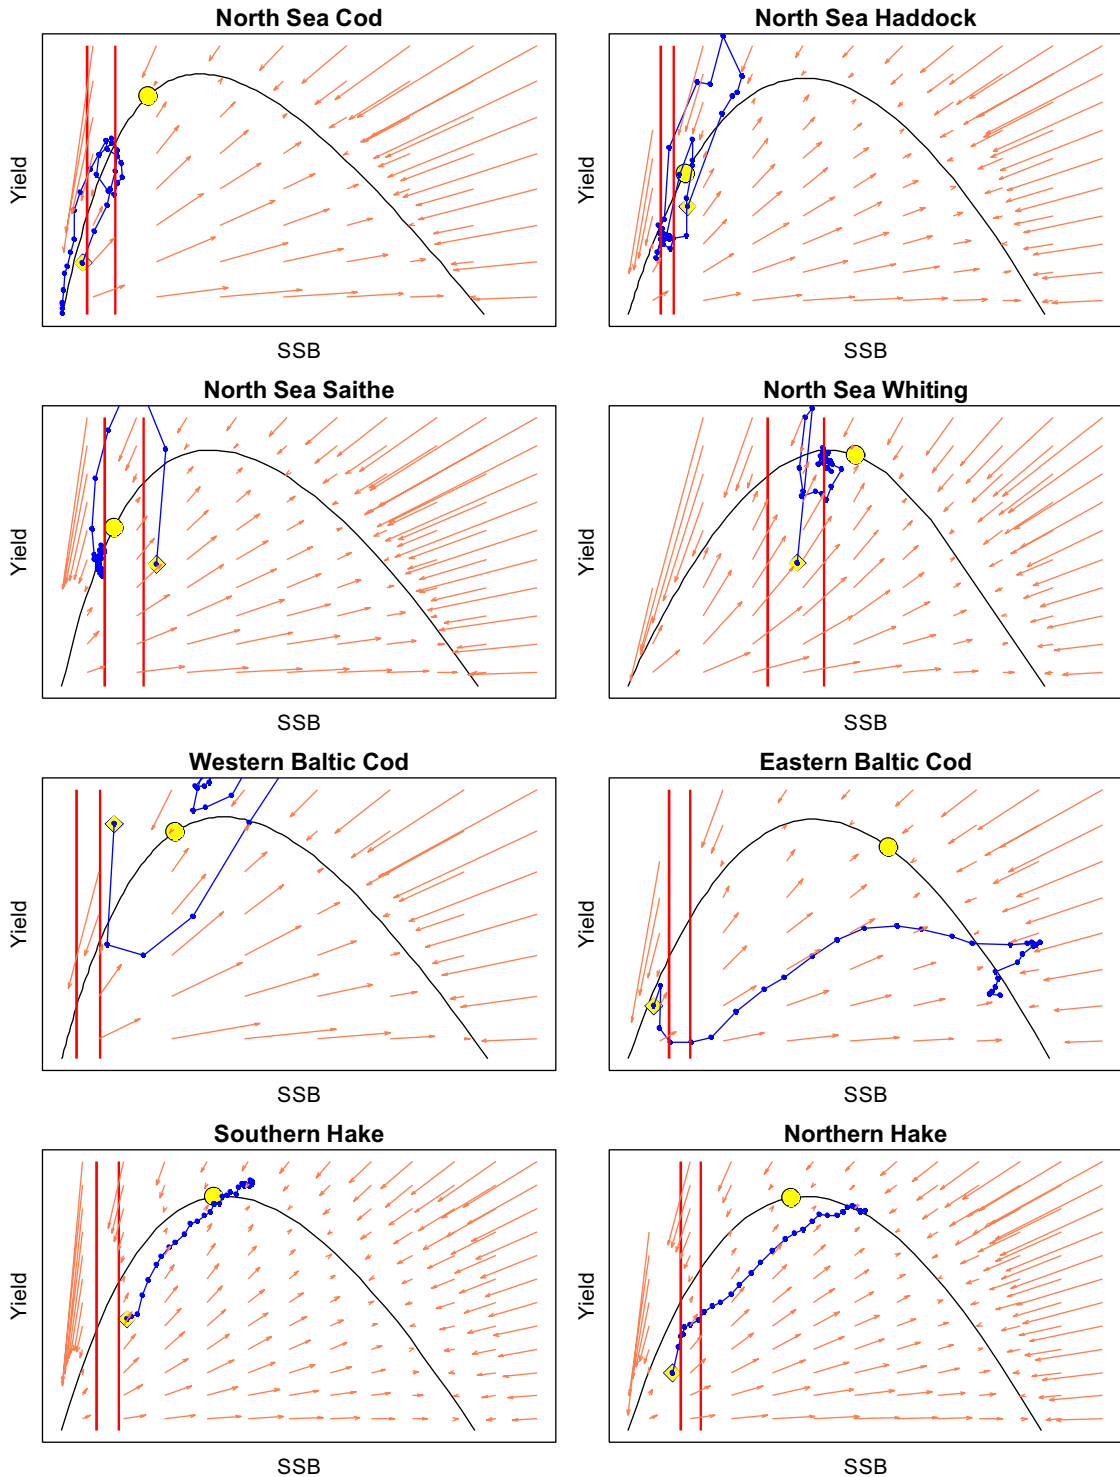 North Sea Cod
North Sea Haddock
Yield
Yield
SSB
SSB
North Sea Saithe
North Sea Whiting
Yield
Yield
SSB
SSB
Western Baltic Cod
Eastern Baltic Cod
Yield
Yield
SSB
SSB
Southern Hake
Northern Hake
Yield
Yield
SSB
SSB